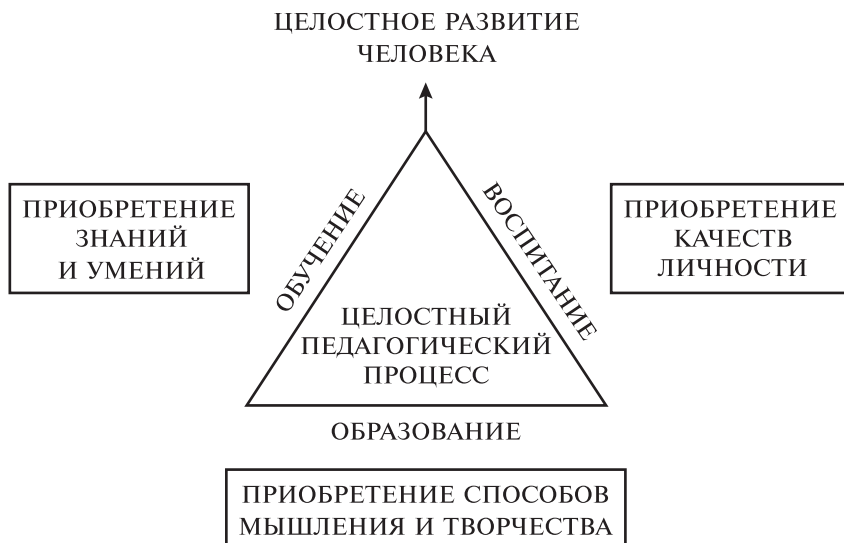 ЦЕЛОСТНОЕ РАЗВИТИЕ
ЧЕЛОВЕКА
ПРИОБРЕТЕНИЕ
ЗНАНИЙ
И УМЕНИЙ
ОБУЧЕНИЕ
ВОСПИТАНИЕ
ПРИОБРЕТЕНИЕ
КАЧЕСТВ
ЛИЧНОСТИ
ЦЕЛОСТНЫЙ
ПЕДАГОГИЧЕСКИЙ
ПРОЦЕСС
ОБРАЗОВАНИЕ
ПРИОБРЕТЕНИЕ СПОСОБОВ
МЫШЛЕНИЯ И ТВОРЧЕСТВА